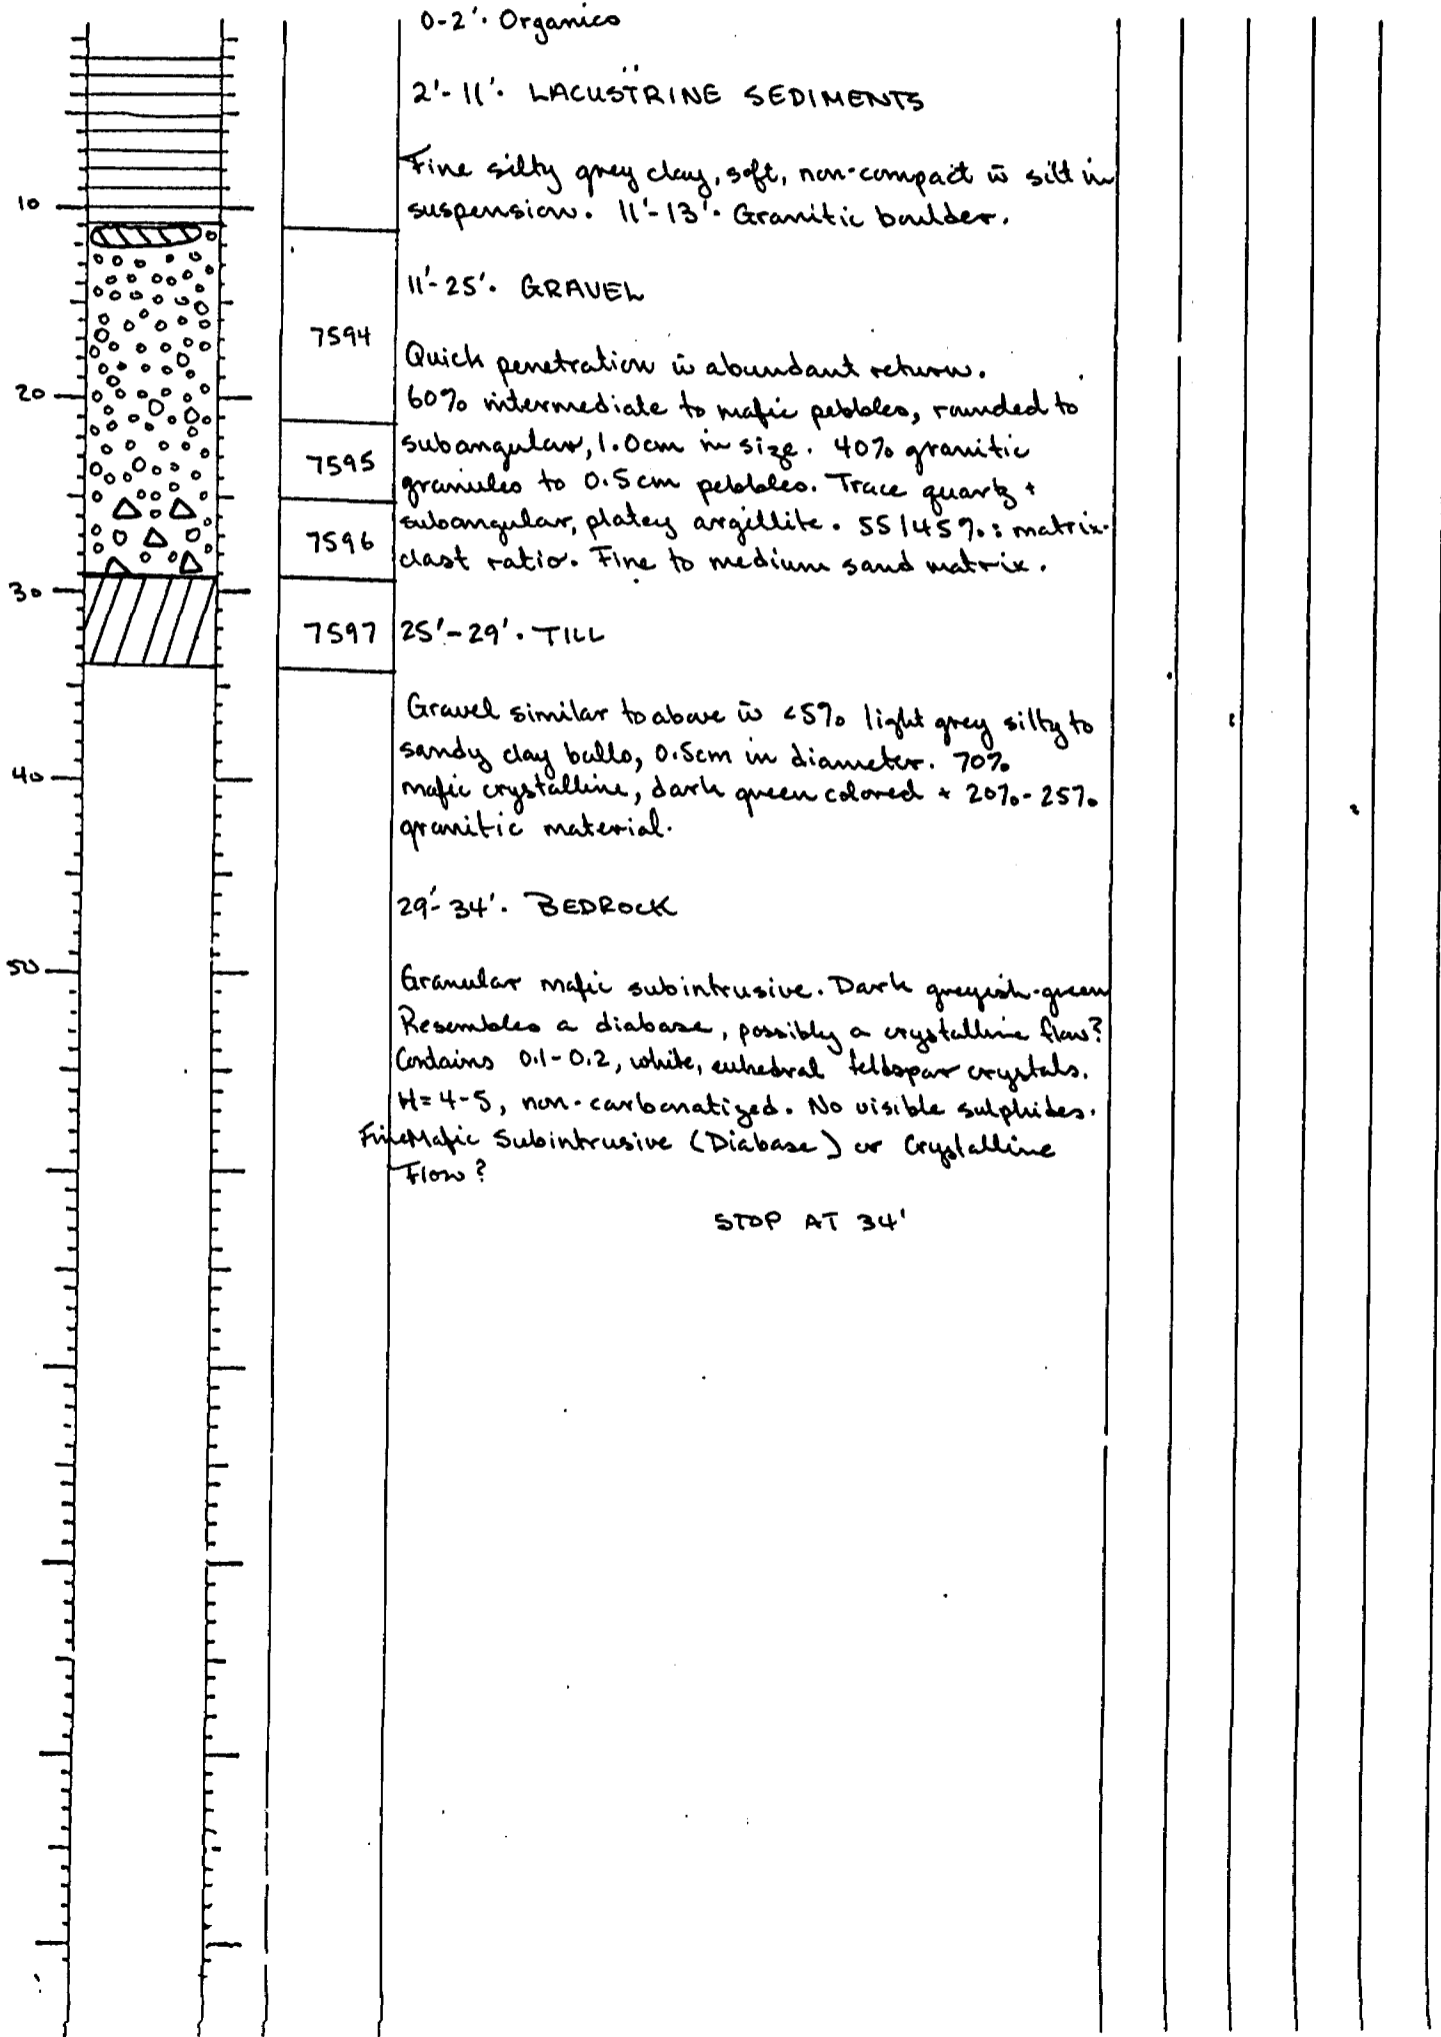 0-2'. Organics
2'-11'. LACUSTRINE SEDIMENTS
Fine silty grey clay, soft, non-compact w̄ silt in
suspension. 11'-13'. Granitic boulder.
10
11'-25'. GRAVEL
7594
Quick penetration w̄ abundant return.
20
60% intermediate to mafic pebbles, rounded to
subangular, 1.0cm in size. 40% granitic
7595
granules to 0.5cm pebbles. Trace quartz +
subangular, platey argillite. 55/45%: matrix-
7596
clast ratio. Fine to medium sand matrix.
30
7597
25'-29'. TILL
Gravel similar to above w̄ <5% light grey silty to
sandy clay balls, 0.5cm in diameter. 70%
40
mafic crystalline, dark green colored + 20%-25%
granitic material.
29'-34'. BEDROCK
50
Granular mafic subintrusive. Dark greyish-green
Resembles a diabase, possibly a crystalline flow?
Contains 0.1-0.2, white, euhedral feldspar crystals.
H=4-5, non-carbonatized. No visible sulphides.
Fine Mafic Subintrusive (Diabase) or Crystalline
Flow?
STOP AT 34'